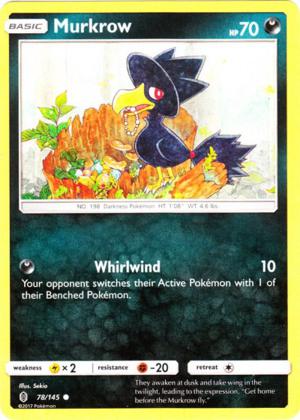 BASIC Murkrow HP70
NO. 198 Darkness Pokémon HT: 1'08" WT: 4.6 lbs.
Whirlwind 10
Your opponent switches their Active Pokémon with 1 of
their Benched Pokémon.
weakness ×2 resistance -20 retreat
Illus. Sekio
78/145
©2017 Pokémon
They awaken at dusk and take wing in the
twilight, leading to the expression, "Get home
before the Murkrow fly."